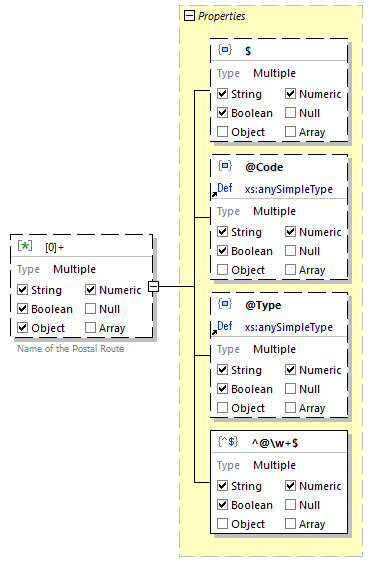 Properties
$
Type Multiple
String Numeric
Boolean Null
Object Array
@Code
Def xs:anySimpleType
Type Multiple
String Numeric
Boolean Null
Object Array
[0]+
Type Multiple
String Numeric
Boolean Null
Object Array
Name of the Postal Route
@Type
Def xs:anySimpleType
Type Multiple
String Numeric
Boolean Null
Object Array
{^$} ^@\w+$
Type Multiple
String Numeric
Boolean Null
Object Array